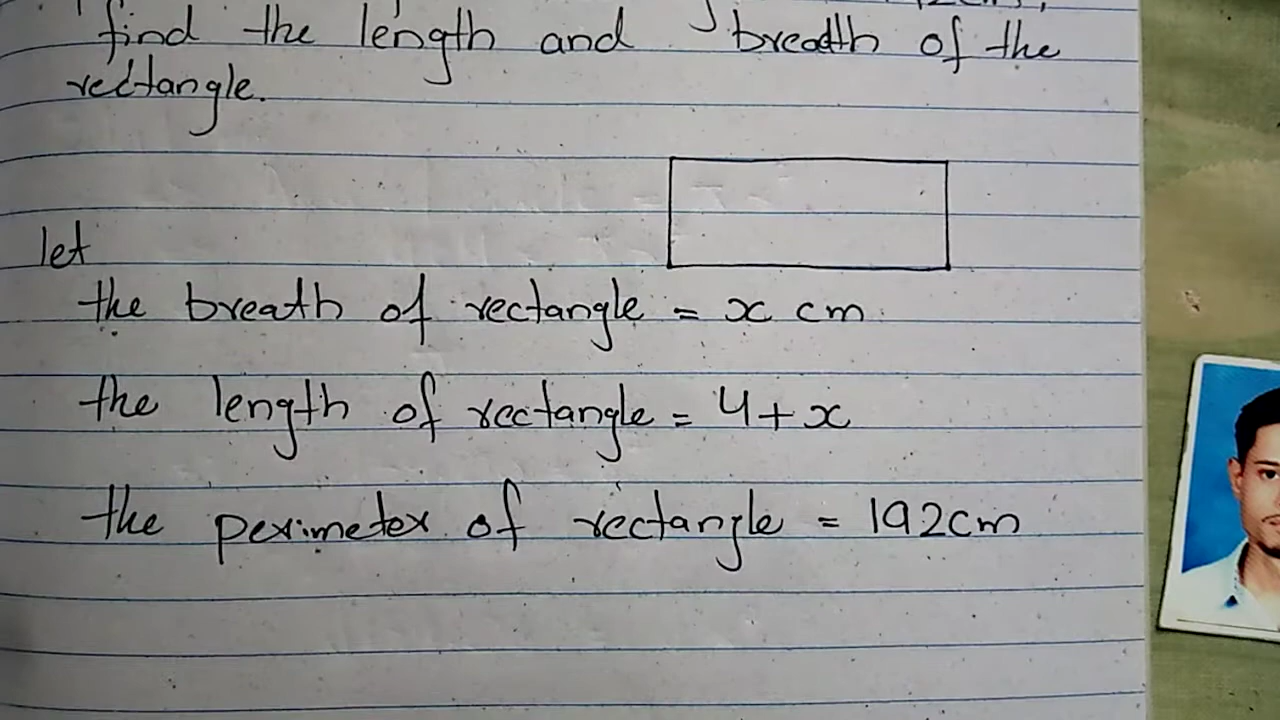 find the length and breadth of the
rectangle.
let
the breath of rectangle = x cm
the length of rectangle = 4+x
the perimeter of rectangle = 192cm